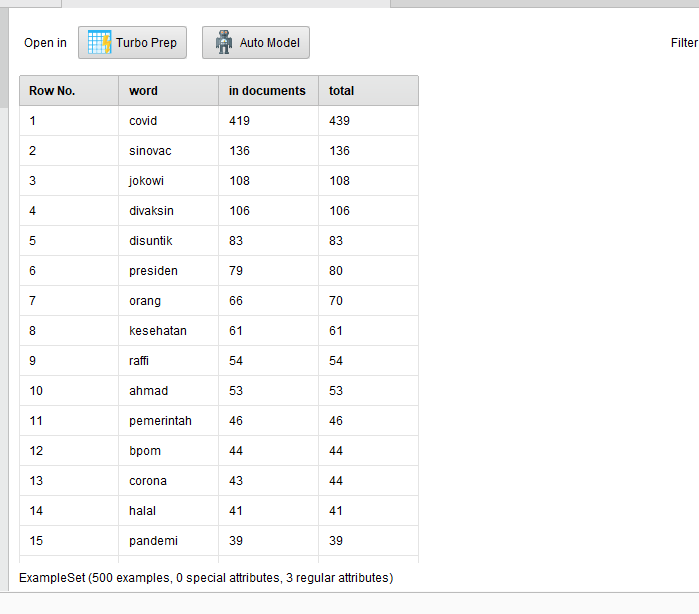 Open in Turbo Prep Auto Model Filter
Row No. word in documents total
1 covid 419 439
2 sinovac 136 136
3 jokowi 108 108
4 divaksin 106 106
5 disuntik 83 83
6 presiden 79 80
7 orang 66 70
8 kesehatan 61 61
9 raffi 54 54
10 ahmad 53 53
11 pemerintah 46 46
12 bpom 44 44
13 corona 43 44
14 halal 41 41
15 pandemi 39 39
ExampleSet (500 examples, 0 special attributes, 3 regular attributes)